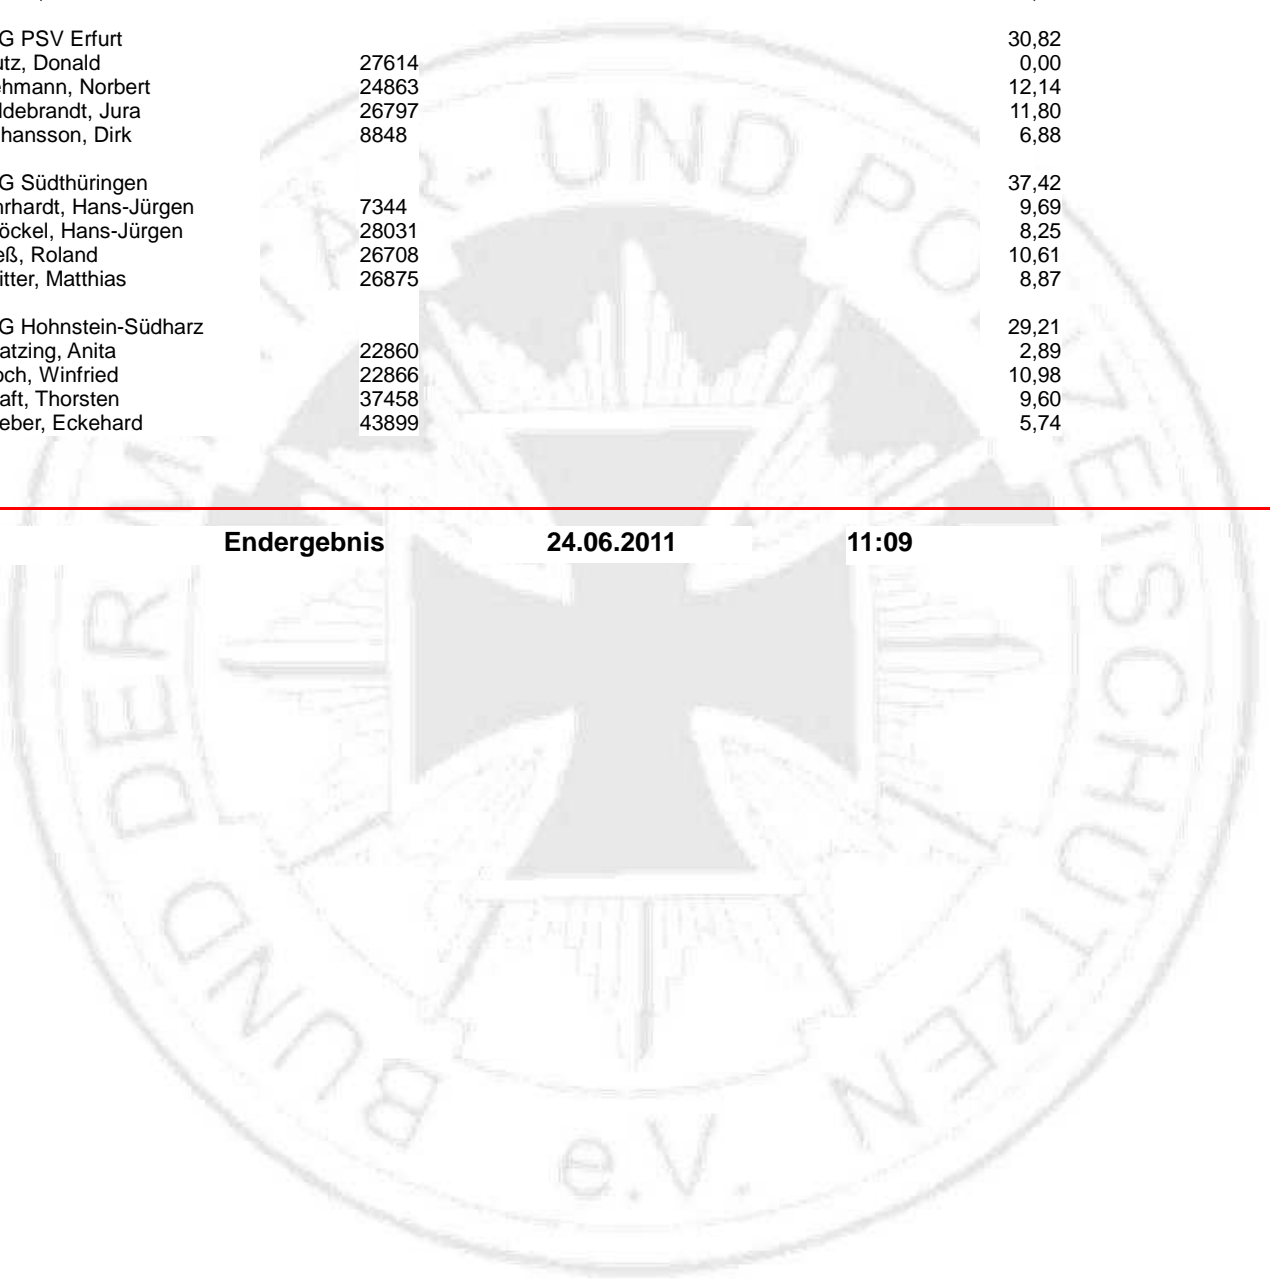 G PSV Erfurt 30,82
utz, Donald 27614 0,00
ehmann, Norbert 24863 12,14
ldebrandt, Jura 26797 11,80
hansson, Dirk 8848 6,88
G Südthüringen 37,42
hrhardt, Hans-Jürgen 7344 9,69
öckel, Hans-Jürgen 28031 8,25
eß, Roland 26708 10,61
itter, Matthias 26875 8,87
G Hohnstein-Südharz 29,21
atzing, Anita 22860 2,89
och, Winfried 22866 10,98
aft, Thorsten 37458 9,60
eber, Eckehard 43899 5,74
Endergebnis 24.06.2011 11:09
BUND DER
UND
SCHÜTZEN
e.V.